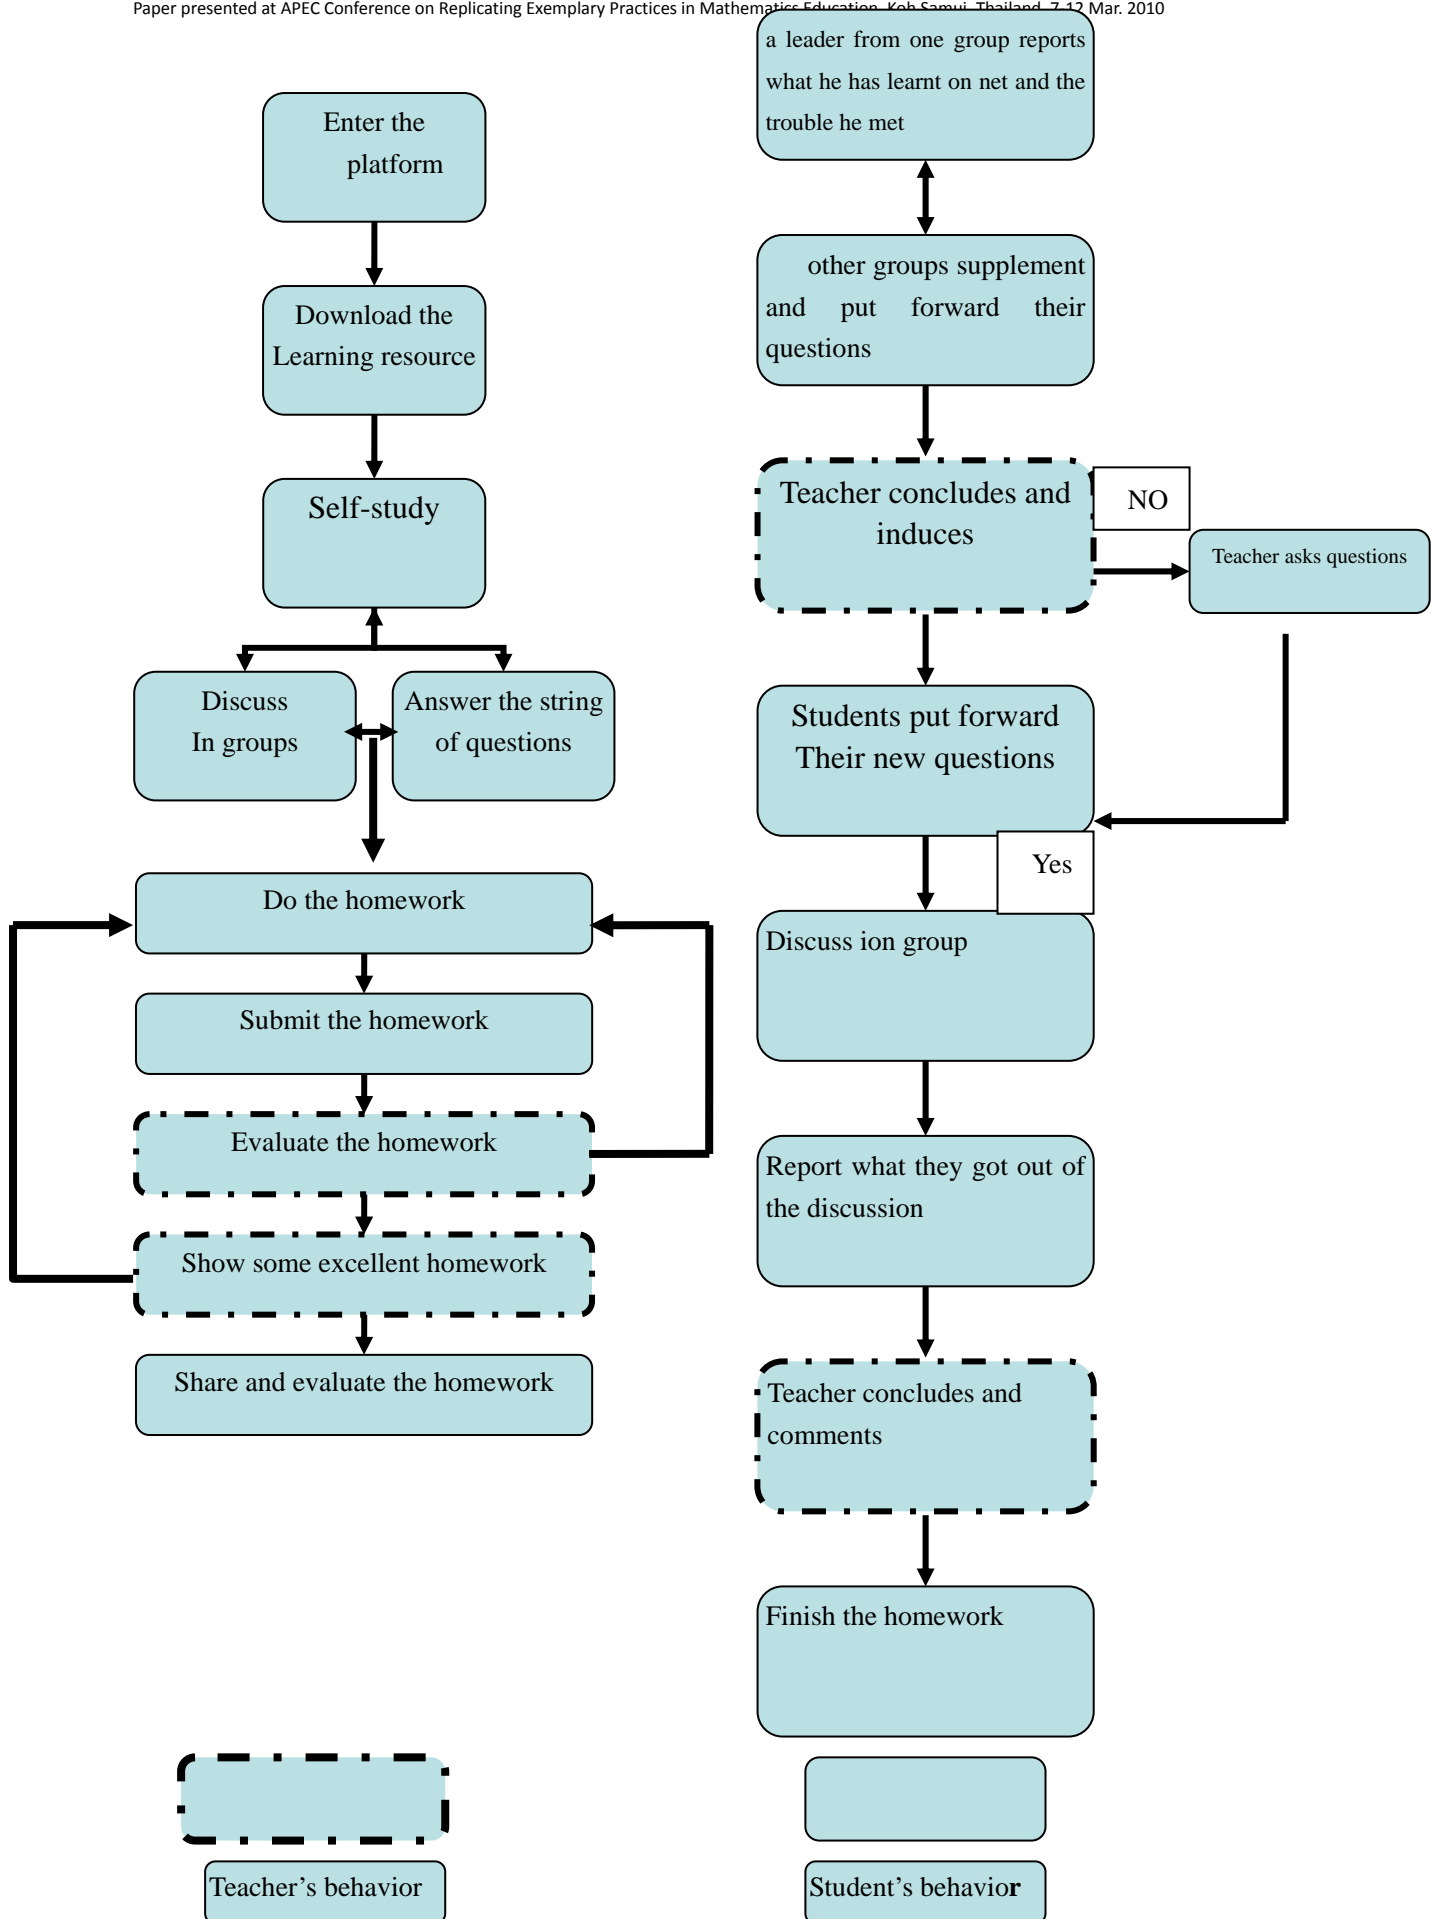 Paper presented at APEC Conference on Replicating Exemplary Practices in Mathematics Education, Koh Samui, Thailand, 7-12 Mar. 2010
Enter the
platform
Download the
Learning resource
Self-study
Discuss
In groups
Answer the string
of questions
Do the homework
Submit the homework
Evaluate the homework
Show some excellent homework
Share and evaluate the homework
a leader from one group reports
what he has learnt on net and the
trouble he met
other groups supplement
and put forward their
questions
Teacher concludes and
induces
NO
Teacher asks questions
Students put forward
Their new questions
Yes
Discuss ion group
Report what they got out of
the discussion
Teacher concludes and
comments
Finish the homework
Teacher's behavior
Student's behavior